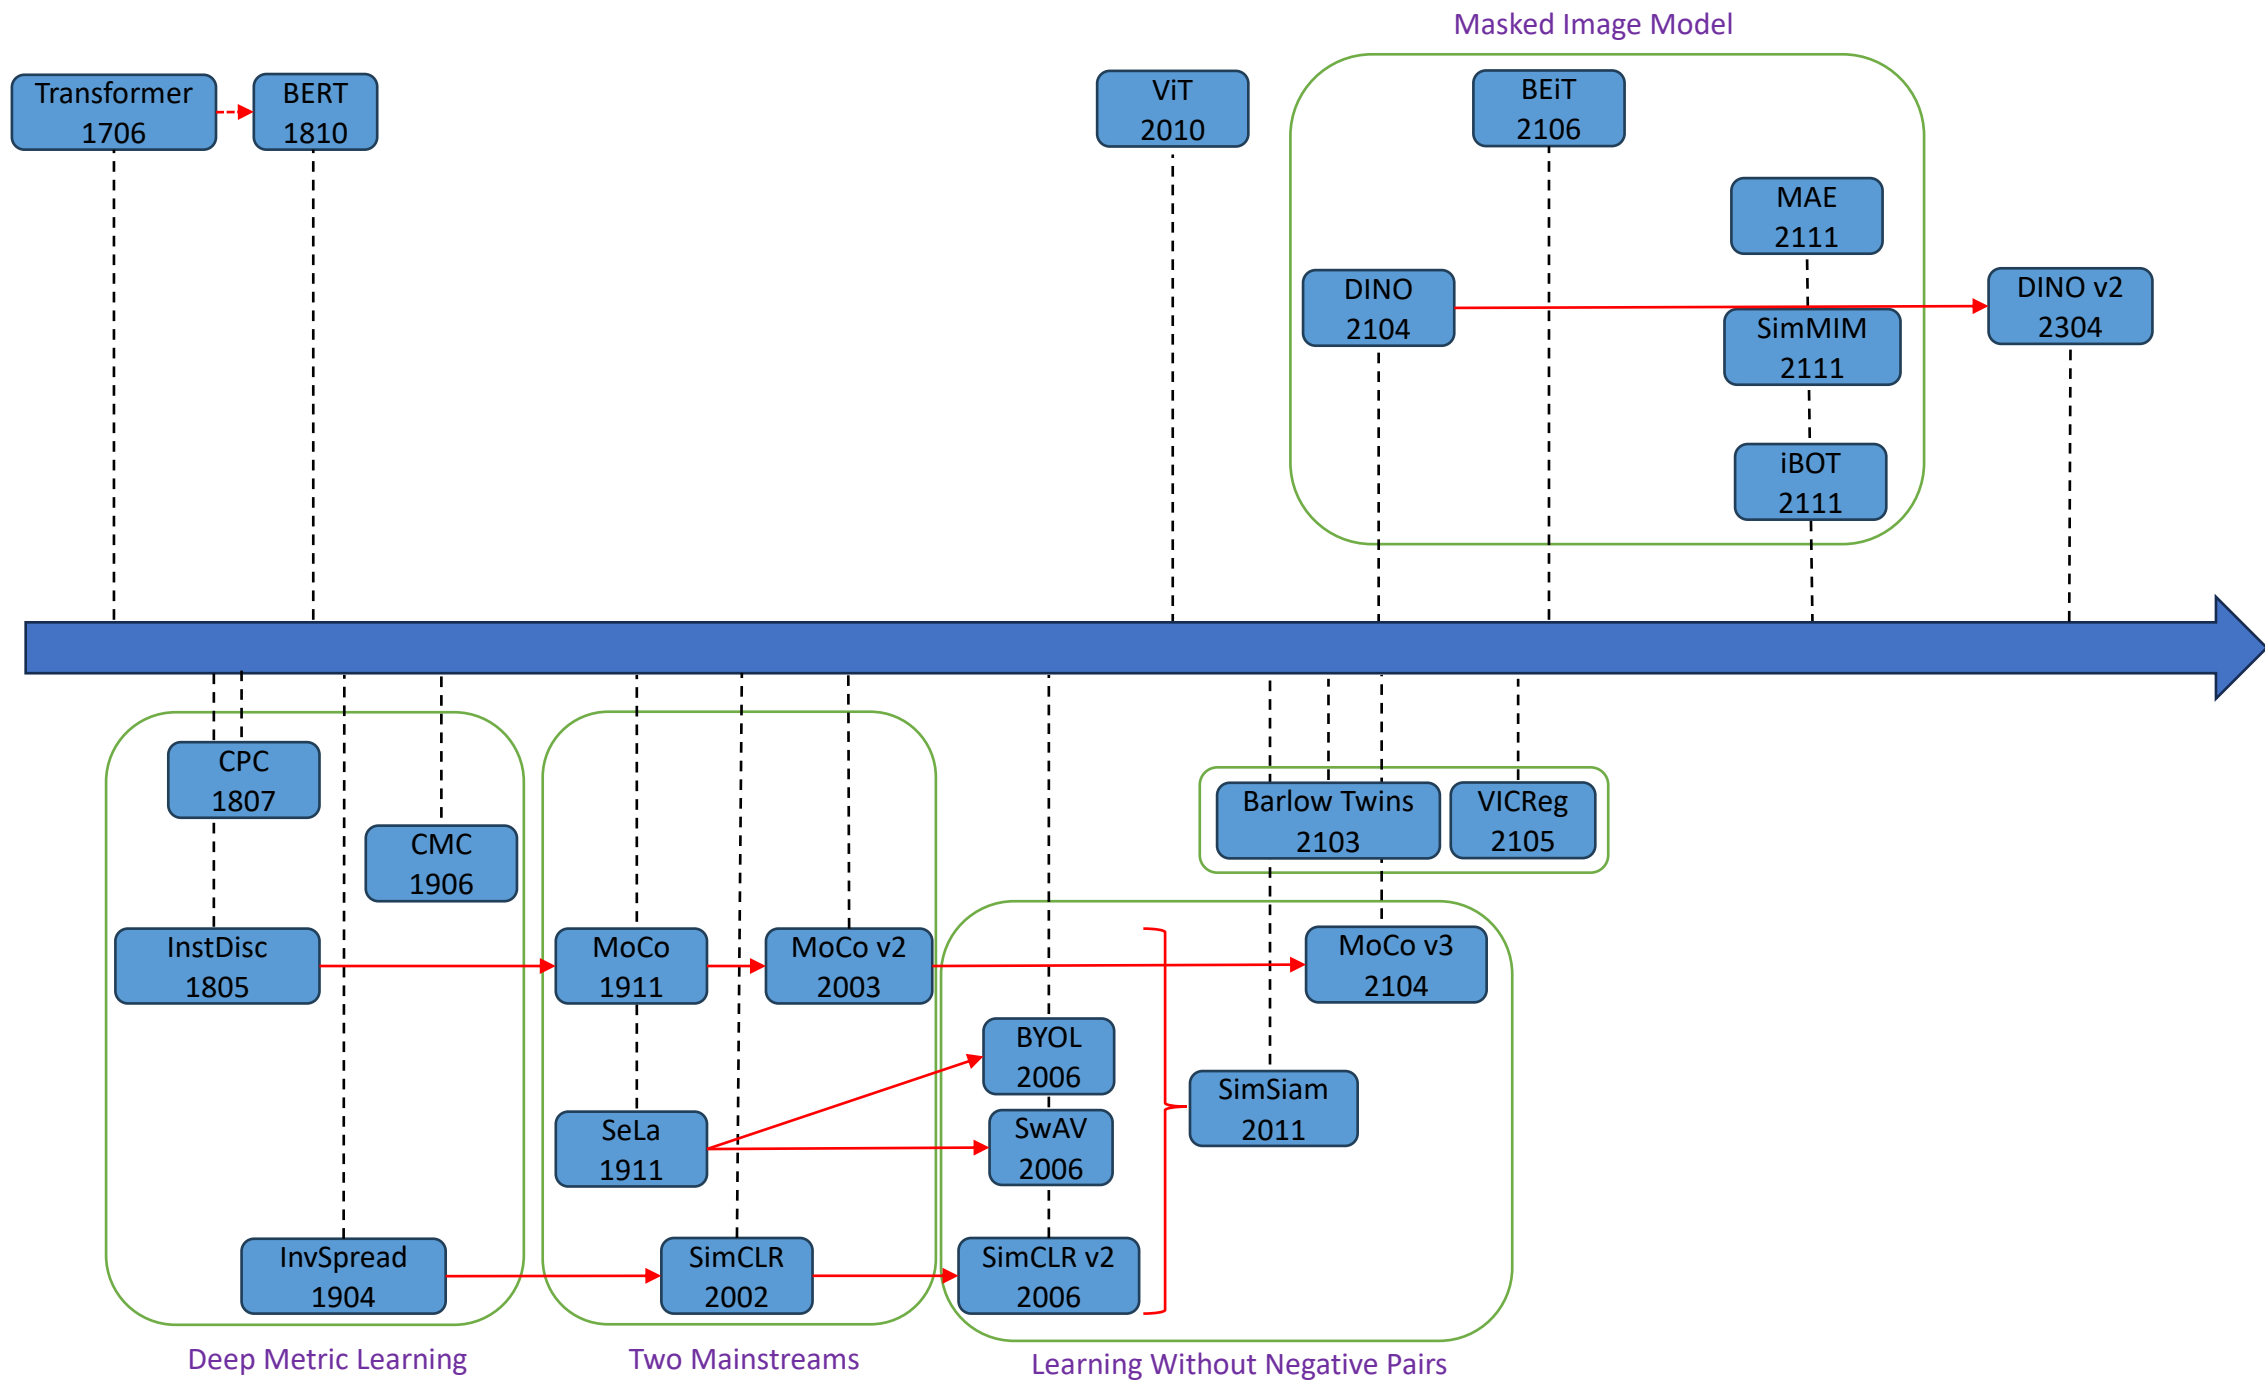 Masked Image Model
Transformer
1706
BERT
1810
ViT
2010
BEiT
2106
MAE
2111
DINO
2104
SimMIM
2111
DINO v2
2304
iBOT
2111
CPC
1807
CMC
1906
Barlow Twins
2103
VICReg
2105
InstDisc
1805
MoCo
1911
MoCo v2
2003
MoCo v3
2104
BYOL
2006
SimSiam
2011
SeLa
1911
SwAV
2006
InvSpread
1904
SimCLR
2002
SimCLR v2
2006
Deep Metric Learning
Two Mainstreams
Learning Without Negative Pairs